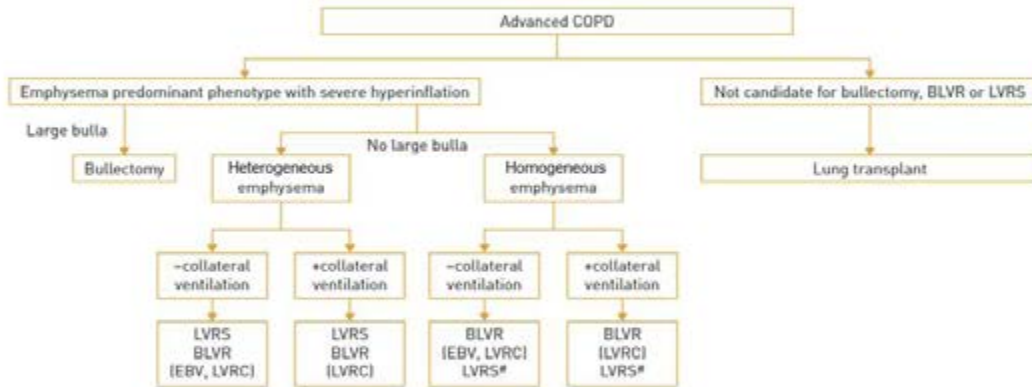 Advanced COPD
Emphysema predominant phenotype with severe hyperinflation
Not candidate for bullectomy, BLVR or LVRS
Large bulla
No large bulla
Bullectomy
Heterogeneous
emphysema
Homogeneous
emphysema
Lung transplant
–collateral
ventilation
+collateral
ventilation
–collateral
ventilation
+collateral
ventilation
LVRS
BLVR
(EBV, LVRC)
LVRS
BLVR
(LVRC)
BLVR
(EBV, LVRC)
LVRS#
BLVR
(LVRC)
LVRS#